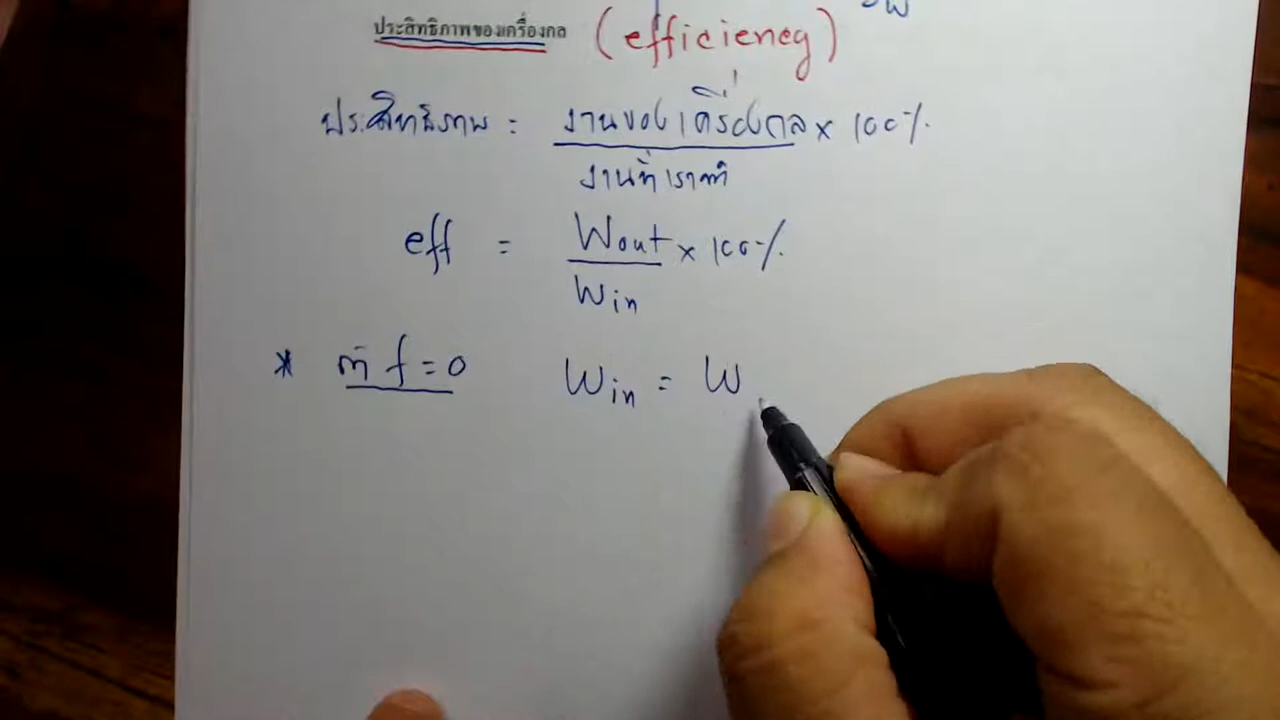 ประสิทธิภาพของเครื่องกล (efficiency)
ประสิทธิภาพ = งานของเครื่องกล × 100%
งานที่เราทำ
eff = Wout × 100%
Win
* ถ้า f = 0 Win = W